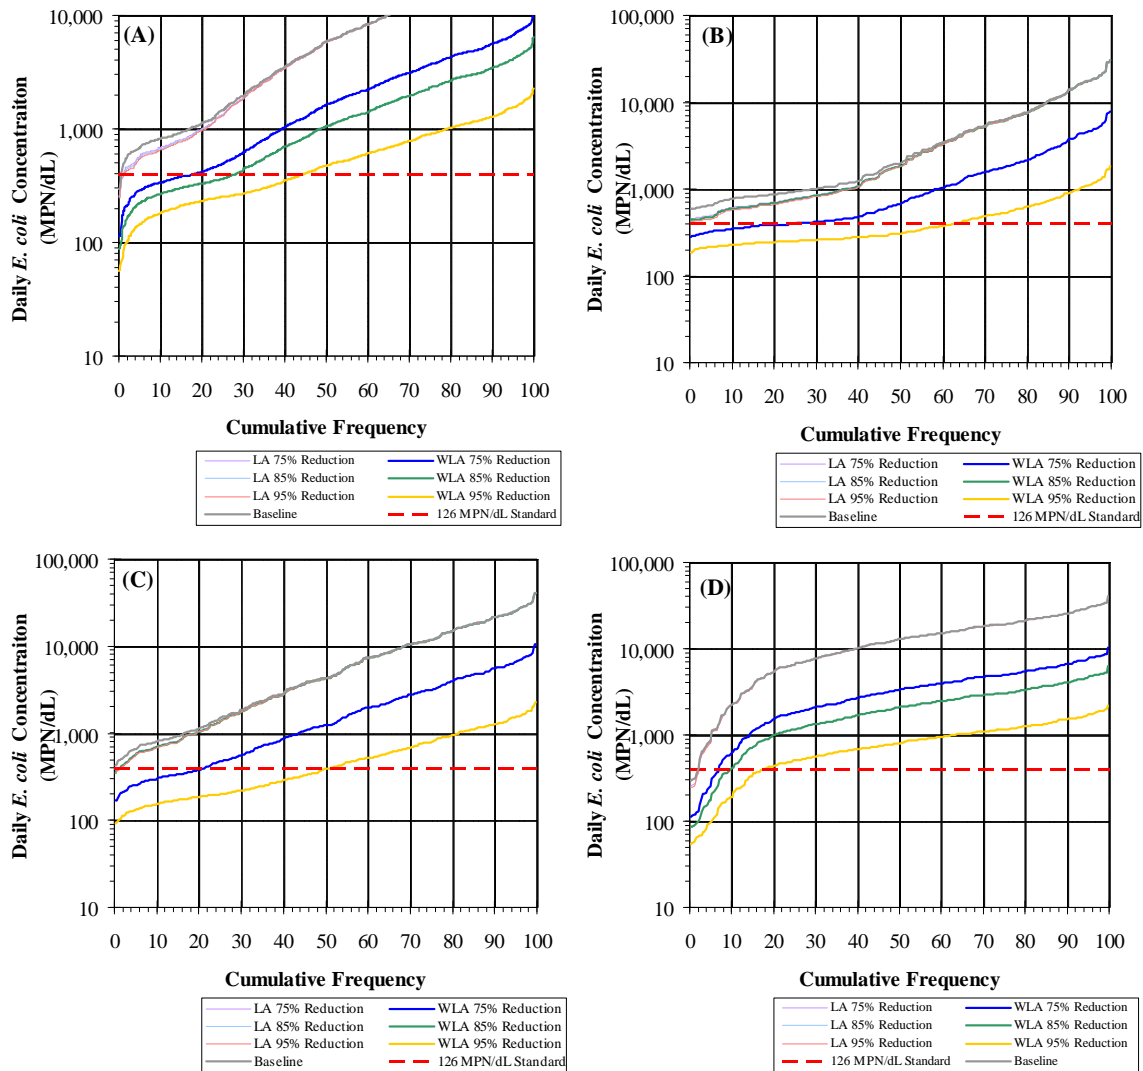 (A)
Daily E. coli Concentraiton
(MPN/dL)
10,000
1,000
100
10
0 10 20 30 40 50 60 70 80 90 100
Cumulative Frequency
LA 75% Reduction WLA 75% Reduction
LA 85% Reduction WLA 85% Reduction
LA 95% Reduction WLA 95% Reduction
Baseline 126 MPN/dL Standard
(B)
Daily E. coli Concentraiton
(MPN/dL)
100,000
10,000
1,000
100
10
0 10 20 30 40 50 60 70 80 90 100
Cumulative Frequency
LA 75% Reduction WLA 75% Reduction
LA 85% Reduction WLA 85% Reduction
LA 95% Reduction WLA 95% Reduction
Baseline 126 MPN/dL Standard
(C)
Daily E. coli Concentraiton
(MPN/dL)
100,000
10,000
1,000
100
10
0 10 20 30 40 50 60 70 80 90 100
Cumulative Frequency
LA 75% Reduction WLA 75% Reduction
LA 85% Reduction WLA 85% Reduction
LA 95% Reduction WLA 95% Reduction
Baseline 126 MPN/dL Standard
(D)
Daily E. coli Concentraiton
(MPN/dL)
100,000
10,000
1,000
100
10
0 10 20 30 40 50 60 70 80 90 100
Cumulative Frequency
LA 75% Reduction WLA 75% Reduction
LA 85% Reduction WLA 85% Reduction
LA 95% Reduction WLA 95% Reduction
126 MPN/dL Standard Baseline